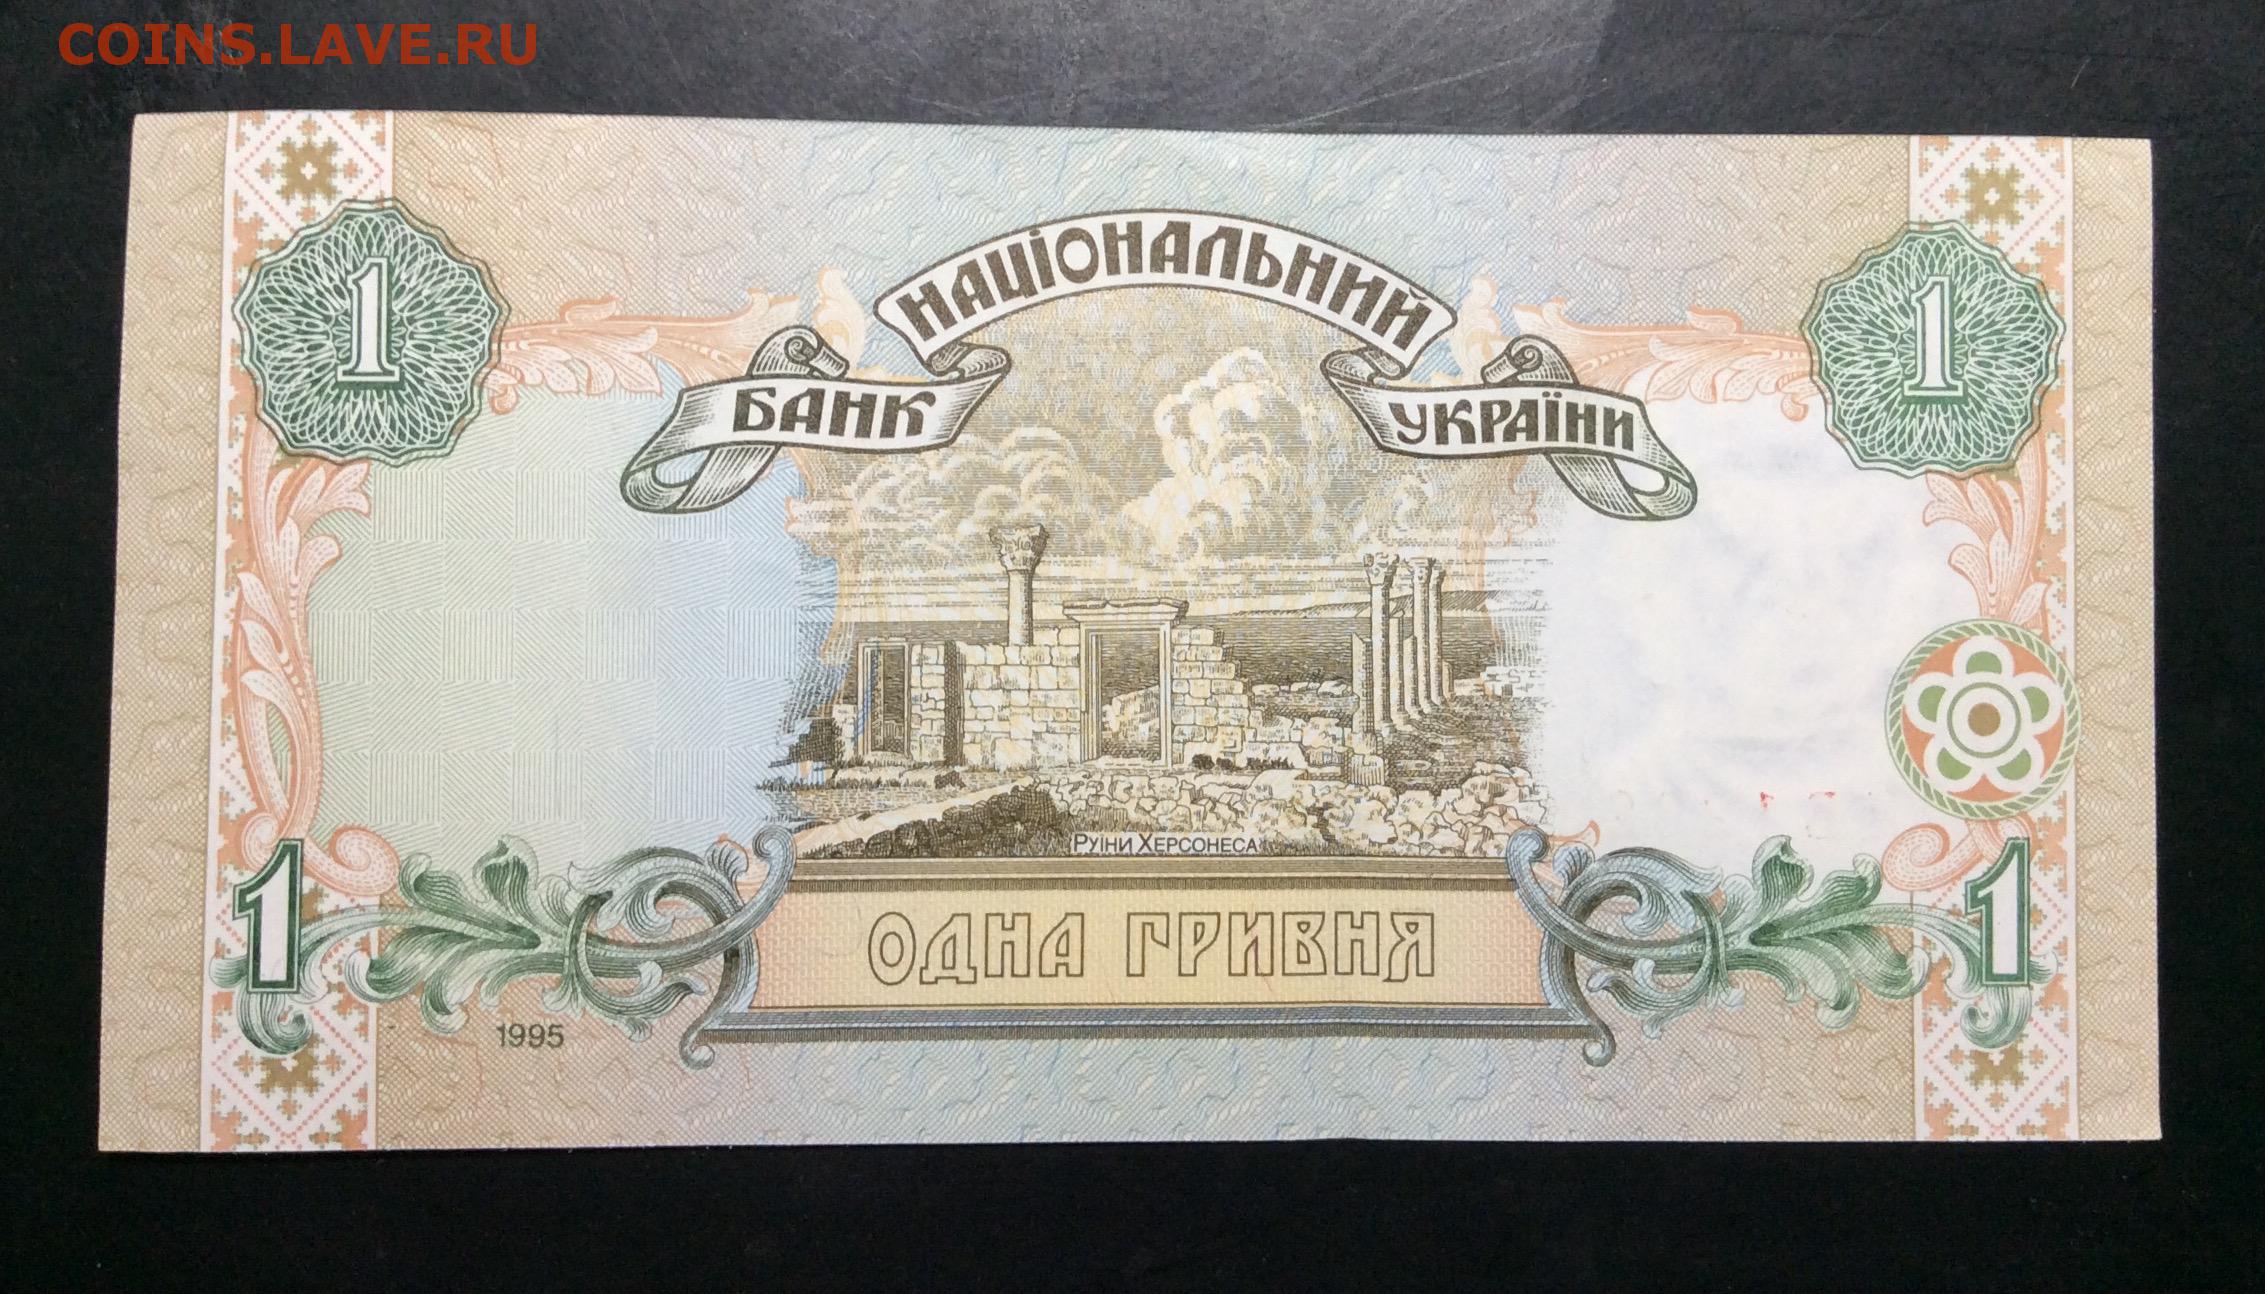 COINS.LAVE.RU
1
НАЦІОНАЛЬНИЙ
1
БАНК
УКРАЇНИ
РУЇНИ ХЕРСОНЕСА
1
1
ОДНА ГРИВНЯ
1995